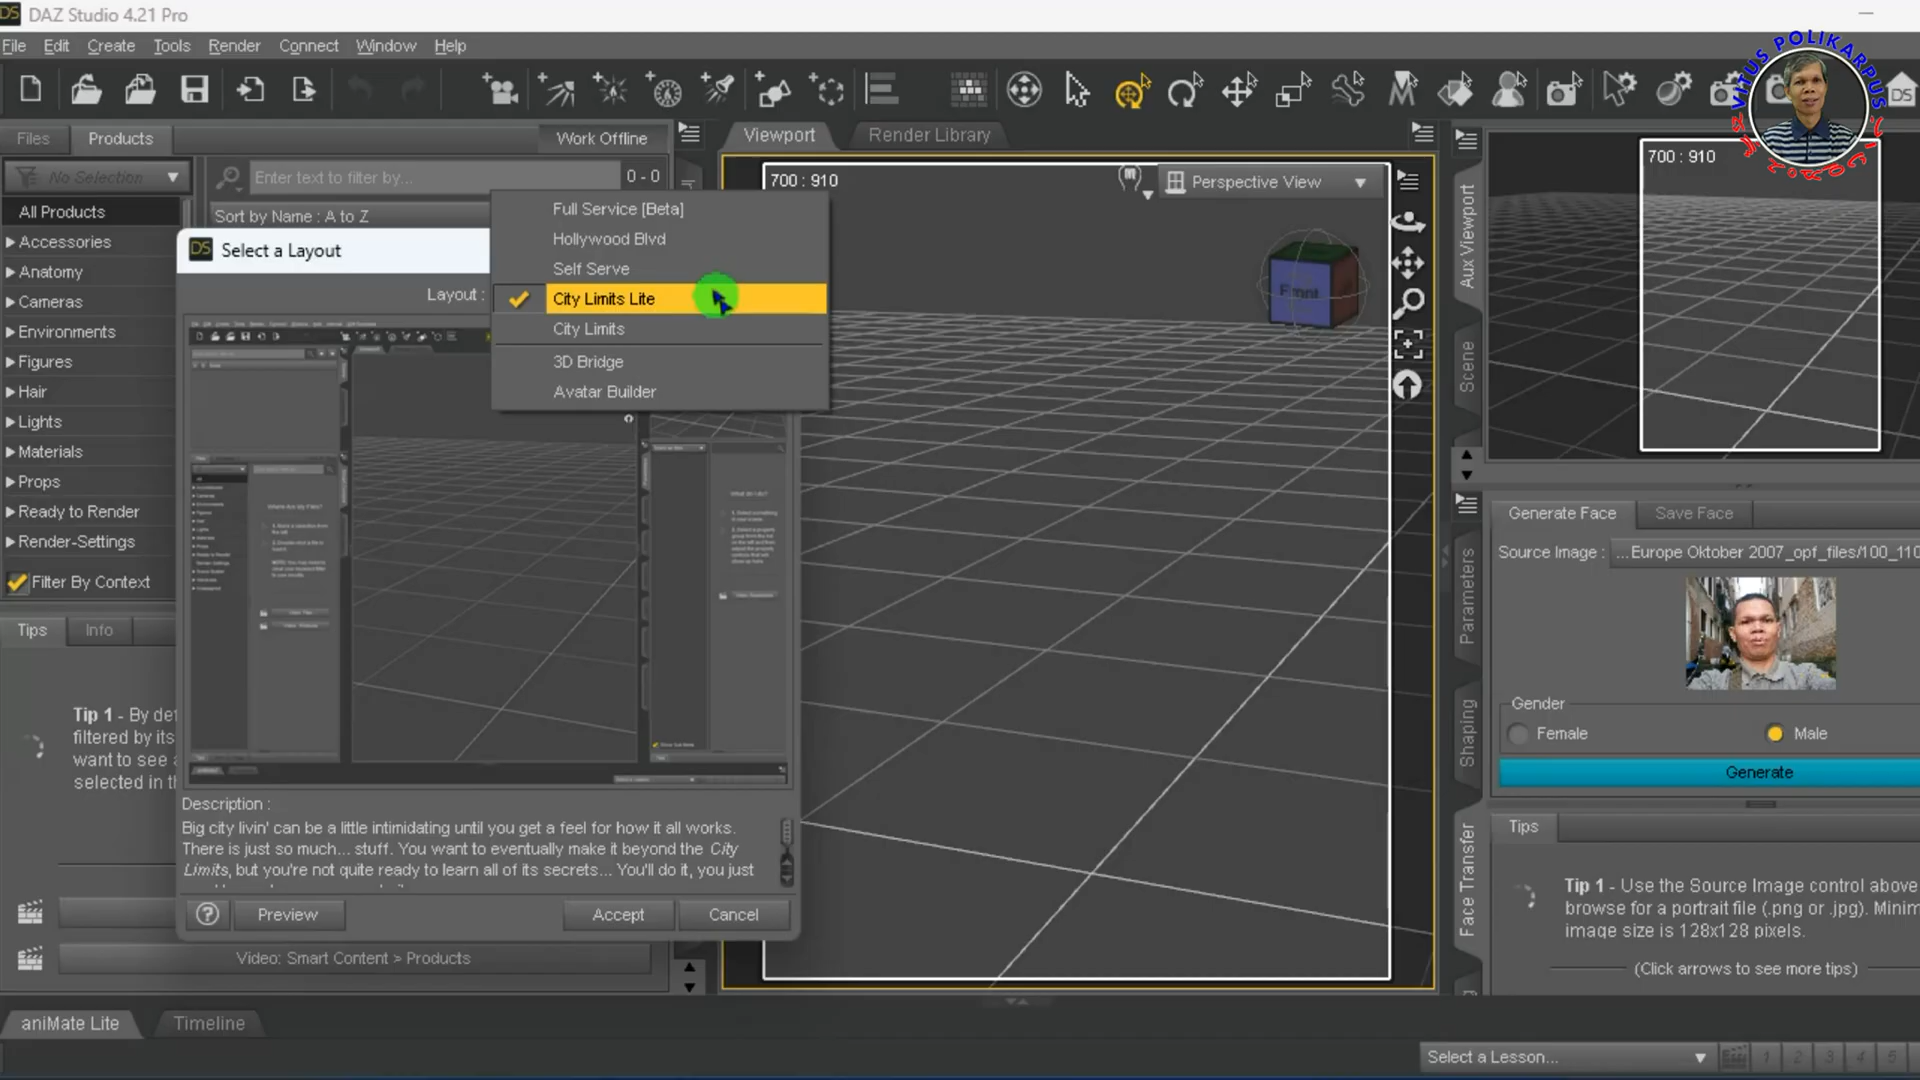 DAZ Studio 4.21 Pro
File Edit Create Tools Render Connect Window Help
VITUS POLIKARPUS
Files Products Work Offline
Viewport Render Library
No Selection
Enter text to filter by...
0 - 0
700 : 910
Perspective View
700 : 910
All Products
Sort by Name : A to Z
Accessories
Anatomy
Cameras
Environments
Figures
Hair
Lights
Materials
Props
Ready to Render
Render-Settings
Filter By Context
Select a Layout
Layout :
Full Service [Beta]
Hollywood Blvd
Self Serve
City Limits Lite
City Limits
3D Bridge
Avatar Builder
Front
Aux Viewport
Scene
Parameters
Shaping
Face Transfer
Generate Face Save Face
Source Image : ...Europe Oktober 2007_opf_files/100_110
Gender
Female Male
Generate
Tips
Tip 1 - Use the Source Image control above
browse for a portrait file (.png or .jpg). Minim
image size is 128x128 pixels.
(Click arrows to see more tips)
Tips Info
Tip 1 - By def
filtered by its
want to see a
selected in th
Description :
Big city livin' can be a little intimidating until you get a feel for how it all works.
There is just so much... stuff. You want to eventually make it beyond the City
Limits, but you're not quite ready to learn all of its secrets... You'll do it, you just
Preview Accept Cancel
Video: Smart Content > Products
aniMate Lite Timeline
Select a Lesson...
1 2 3 4 5